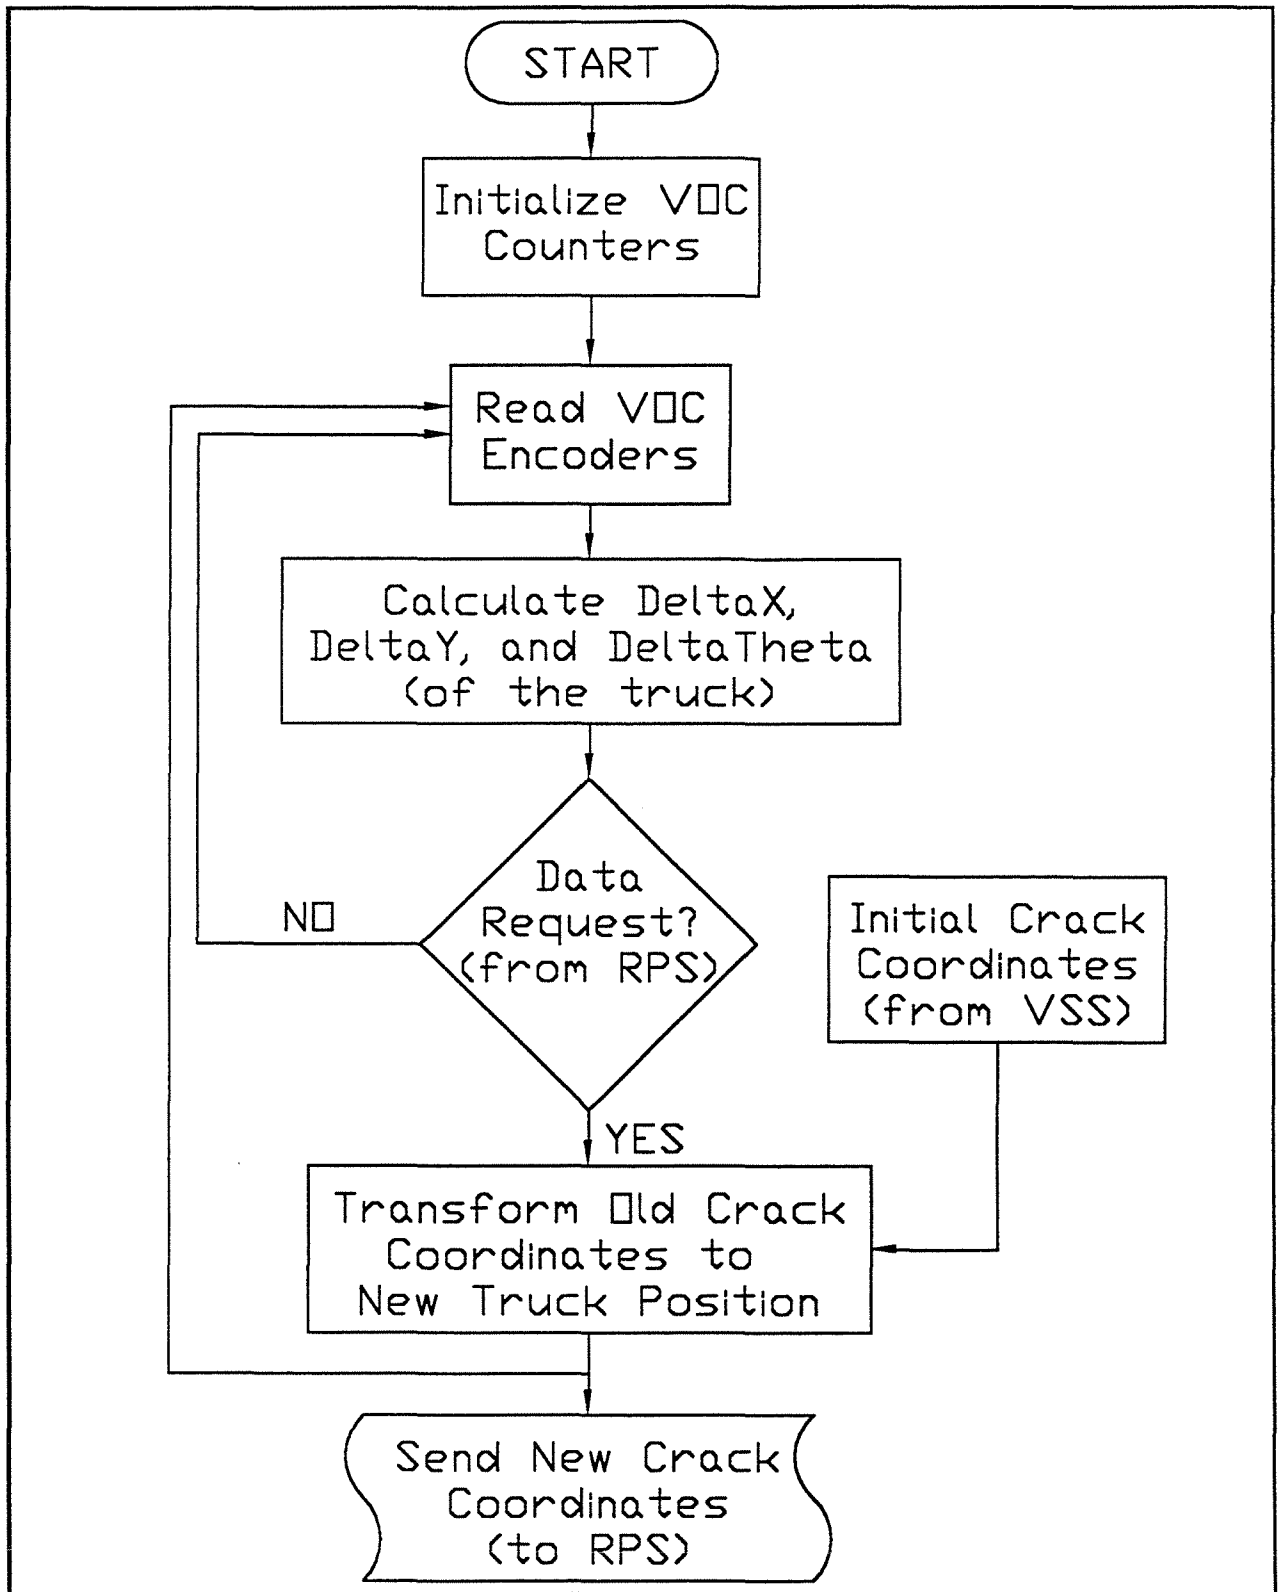 START
Initialize VOC
Counters
Read VOC
Encoders
Calculate DeltaX,
DeltaY, and DeltaTheta
(of the truck)
Data
Request?
(from RPS)
NO
Initial Crack
Coordinates
(from VSS)
YES
Transform Old Crack
Coordinates to
New Truck Position
Send New Crack
Coordinates
(to RPS)